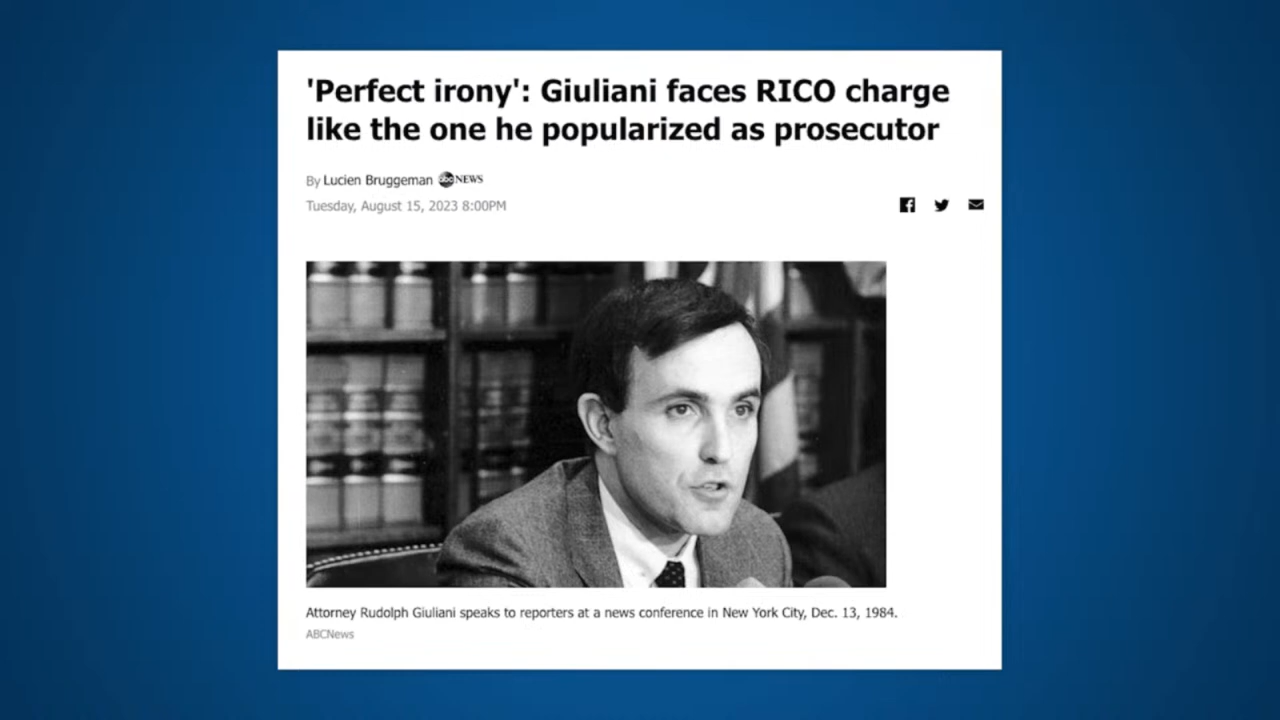 'Perfect irony': Giuliani faces RICO charge
like the one he popularized as prosecutor
By Lucien Bruggeman abc NEWS
Tuesday, August 15, 2023 8:00PM
Attorney Rudolph Giuliani speaks to reporters at a news conference in New York City, Dec. 13, 1984.
ABCNews